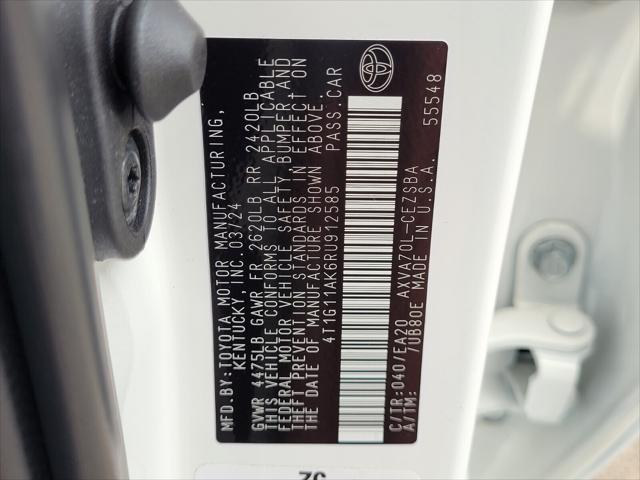 MFD.BY:TOYOTA MOTOR MANUFACTURING,
KENTUCKY, INC. 03/24
GVWR 4475LB GAWR FR 2620LB RR 2420LB
THIS VEHICLE CONFORMS TO ALL APPLICABLE
FEDERAL MOTOR VEHICLE SAFETY, BUMPER AND
THEFT PREVENTION STANDARDS IN EFFECT ON
THE DATE OF MANUFACTURE SHOWN ABOVE.
4T1G11AK6RU912585 PASS.CAR
C/TR:040/EA20 AXVA70L-CEZSBA
A/TM: /UB80E MADE IN U.S.A. 55548